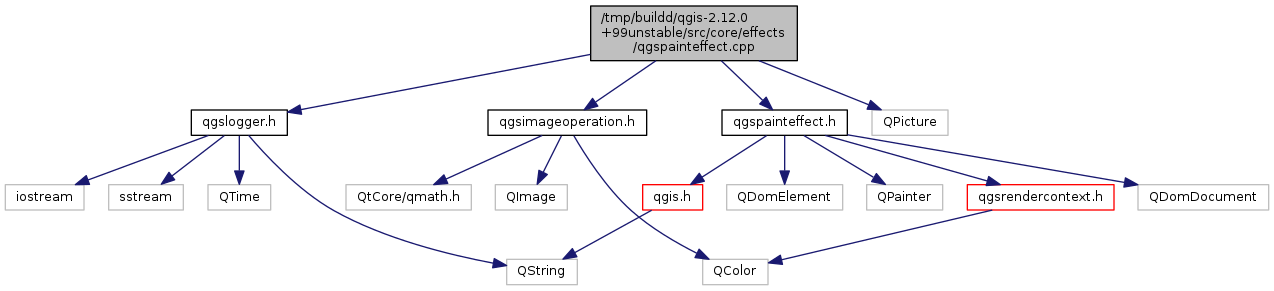 /tmp/buildd/qgis-2.12.0
+99unstable/src/core/effects
/qgspainteffect.cpp
qgslogger.h
qgsimageoperation.h
qgspainteffect.h
QPicture
iostream
sstream
QTime
QtCore/qmath.h
QImage
qgis.h
QDomElement
QPainter
qgsrendercontext.h
QDomDocument
QString
QColor